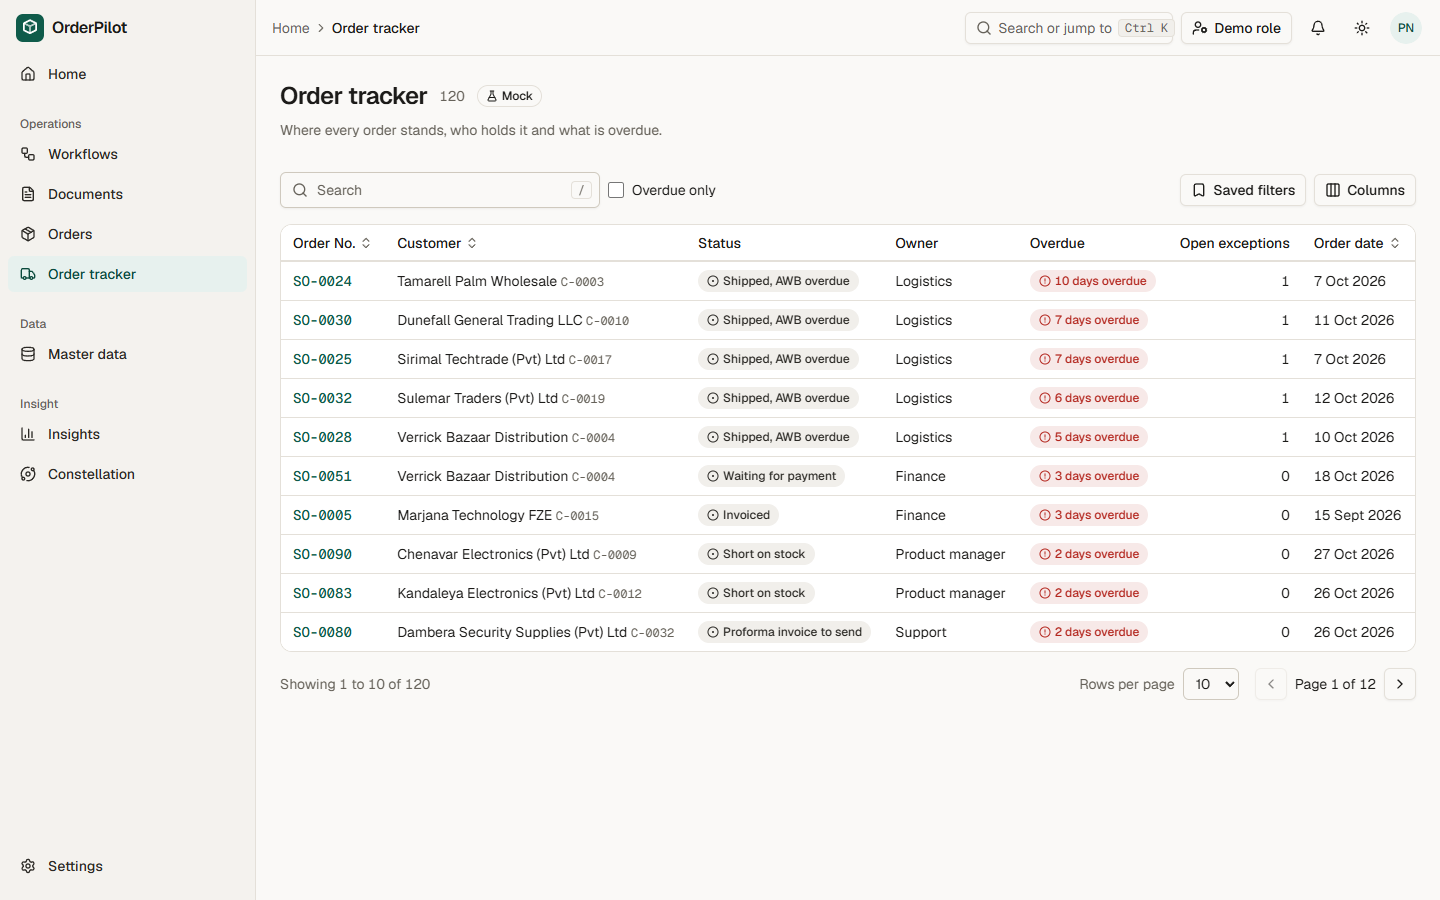 OrderPilot
Home
Operations
Workflows
Documents
Orders
Order tracker
Data
Master data
Insight
Insights
Constellation
Settings
Home > Order tracker
Search or jump to Ctrl K
Demo role
PN
Order tracker 120 Mock
Where every order stands, who holds it and what is overdue.
Search /
Overdue only
Saved filters
Columns
Order No. Customer Status Owner Overdue Open exceptions Order date
SO-0024 Tamarell Palm Wholesale C-0003 Shipped, AWB overdue Logistics 10 days overdue 1 7 Oct 2026
SO-0030 Dunefall General Trading LLC C-0010 Shipped, AWB overdue Logistics 7 days overdue 1 11 Oct 2026
SO-0025 Sirimal Techtrade (Pvt) Ltd C-0017 Shipped, AWB overdue Logistics 7 days overdue 1 7 Oct 2026
SO-0032 Sulemar Traders (Pvt) Ltd C-0019 Shipped, AWB overdue Logistics 6 days overdue 1 12 Oct 2026
SO-0028 Verrick Bazaar Distribution C-0004 Shipped, AWB overdue Logistics 5 days overdue 1 10 Oct 2026
SO-0051 Verrick Bazaar Distribution C-0004 Waiting for payment Finance 3 days overdue 0 18 Oct 2026
SO-0005 Marjana Technology FZE C-0015 Invoiced Finance 3 days overdue 0 15 Sept 2026
SO-0090 Chenavar Electronics (Pvt) Ltd C-0009 Short on stock Product manager 2 days overdue 0 27 Oct 2026
SO-0083 Kandaleya Electronics (Pvt) Ltd C-0012 Short on stock Product manager 2 days overdue 0 26 Oct 2026
SO-0080 Dambera Security Supplies (Pvt) Ltd C-0032 Proforma invoice to send Support 2 days overdue 0 26 Oct 2026
Showing 1 to 10 of 120
Rows per page 10
Page 1 of 12